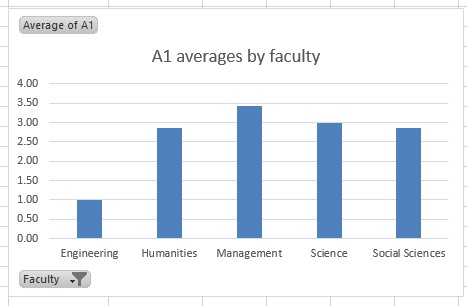 Average of A1
A1 averages by faculty
4.00
3.50
3.00
2.50
2.00
1.50
1.00
0.50
0.00
Engineering Humanities Management Science Social Sciences
Faculty